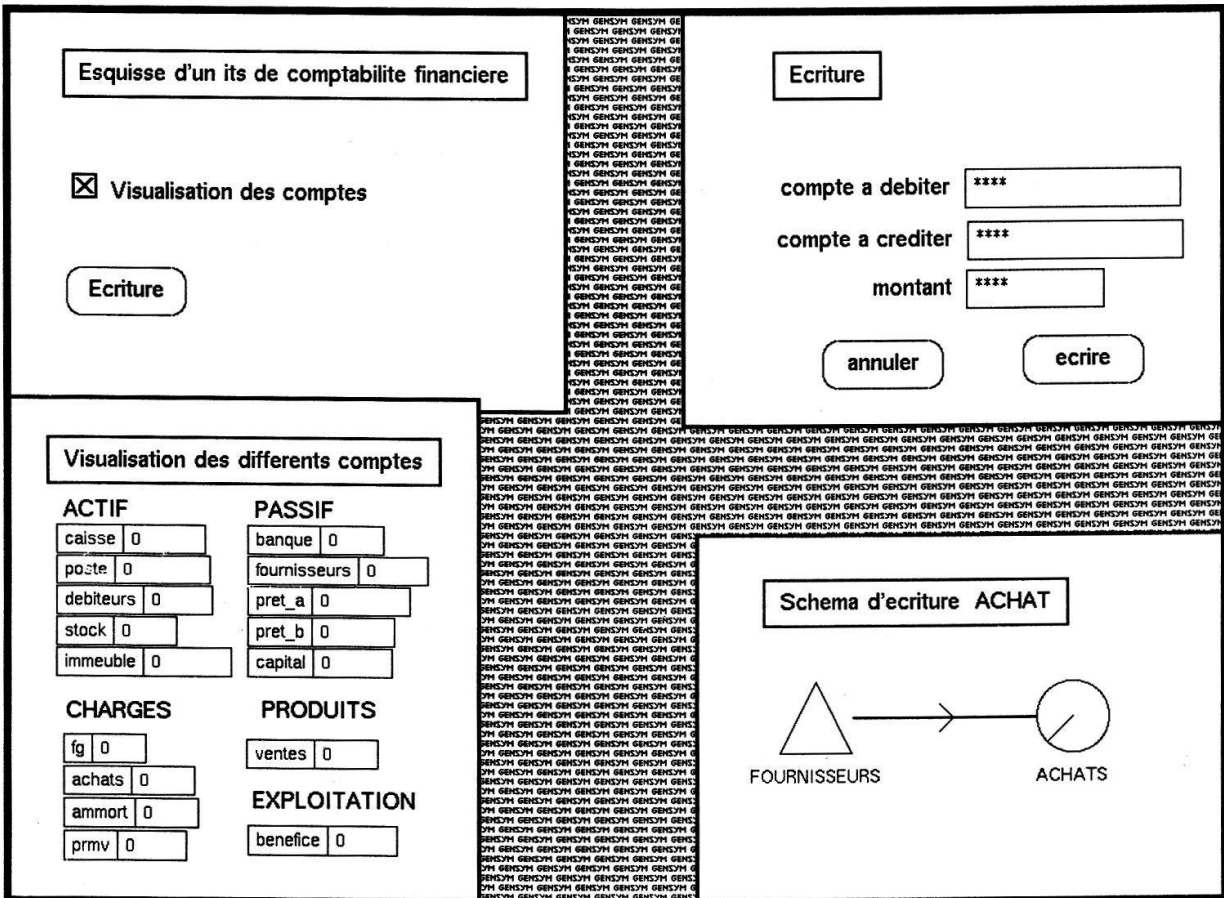 Esquisse d'un its de comptabilite financiere
Visualisation des comptes
Ecriture
Ecriture
compte a debiter ****
compte a crediter ****
montant ****
annuler ecrire
Visualisation des differents comptes
ACTIF PASSIF
caisse 0 banque 0
poste 0 fournisseurs 0
debiteurs 0 pret_a 0
stock 0 pret_b 0
immeuble 0 capital 0
CHARGES PRODUITS
fg 0 ventes 0
achats 0
ammort 0 EXPLOITATION
prmv 0 benefice 0
Schema d'ecriture ACHAT
FOURNISSEURS ACHATS